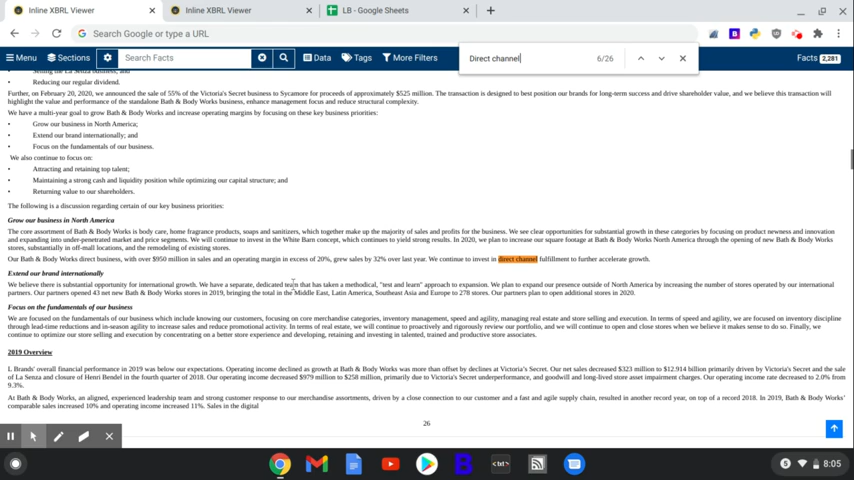 Inline XBRL Viewer
Inline XBRL Viewer
LB - Google Sheets
Search Google or type a URL
Menu
Sections
Search Facts
Data
Tags
More Filters
Facts 2,281
Direct channel
6/26
Selling the La Senza business; and
• Reducing our regular dividend.
Further, on February 20, 2020, we announced the sale of 55% of the Victoria's Secret business to Sycamore for proceeds of approximately $525 million. The transaction is designed to best position our brands for long-term success and drive shareholder value, and we believe this transaction will
highlight the value and performance of the standalone Bath & Body Works business, enhance management focus and reduce structural complexity.
We have a multi-year goal to grow Bath & Body Works and increase operating margins by focusing on these key business priorities:
• Grow our business in North America;
• Extend our brand internationally; and
• Focus on the fundamentals of our business.
We also continue to focus on:
• Attracting and retaining top talent;
• Maintaining a strong cash and liquidity position while optimizing our capital structure; and
• Returning value to our shareholders.
The following is a discussion regarding certain of our key business priorities:
Grow our business in North America
The core assortment of Bath & Body Works is body care, home fragrance products, soaps and sanitizers, which together make up the majority of sales and profits for the business. We see clear opportunities for substantial growth in these categories by focusing on product newness and innovation
and expanding into under-penetrated market and price segments. We will continue to invest in the White Barn concept, which continues to yield strong results. In 2020, we plan to increase our square footage at Bath & Body Works North America through the opening of new Bath & Body Works
stores, substantially in off-mall locations, and the remodeling of existing stores.
Our Bath & Body Works direct business, with over $950 million in sales and an operating margin in excess of 20%, grew sales by 32% over last year. We continue to invest in direct channel fulfillment to further accelerate growth.
Extend our brand internationally
We believe there is substantial opportunity for international growth. We have a separate, dedicated team that has taken a methodical, "test and learn" approach to expansion. We plan to expand our presence outside of North America by increasing the number of stores operated by our international
partners. Our partners opened 43 net new Bath & Body Works stores in 2019, bringing the total in the Middle East, Latin America, Southeast Asia and Europe to 278 stores. Our partners plan to open additional stores in 2020.
Focus on the fundamentals of our business
We are focused on the fundamentals of our business which include knowing our customers, focusing on core merchandise categories, inventory management, speed and agility, managing real estate and store selling and execution. In terms of speed and agility, we are focused on inventory discipline
through lead-time reductions and in-season agility to increase sales and reduce promotional activity. In terms of real estate, we will continue to proactively and rigorously review our portfolio, and we will continue to open and close stores when we believe it makes sense to do so. Finally, we
continue to optimize our store selling and execution by concentrating on a better store experience and developing, retaining and investing in talented, trained and productive store associates.
2019 Overview
L Brands' overall financial performance in 2019 was below our expectations. Operating income declined as growth at Bath & Body Works was more than offset by declines at Victoria's Secret. Our net sales decreased $323 million to $12.914 billion primarily driven by Victoria's Secret and the sale
of La Senza and closure of Henri Bendel in the fourth quarter of 2018. Our operating income decreased $979 million to $258 million, primarily due to Victoria's Secret underperformance, and goodwill and long-lived store asset impairment charges. Our operating income rate decreased to 2.0% from
9.3%.
At Bath & Body Works, an aligned, experienced leadership team and strong customer response to our merchandise assortments, driven by a close connection to our customer and a fast and agile supply chain, resulted in another record year, on top of a record 2018. In 2019, Bath & Body Works'
comparable sales increased 10% and operating income increased 11%. Sales in the digital
26
<txt>
8:05